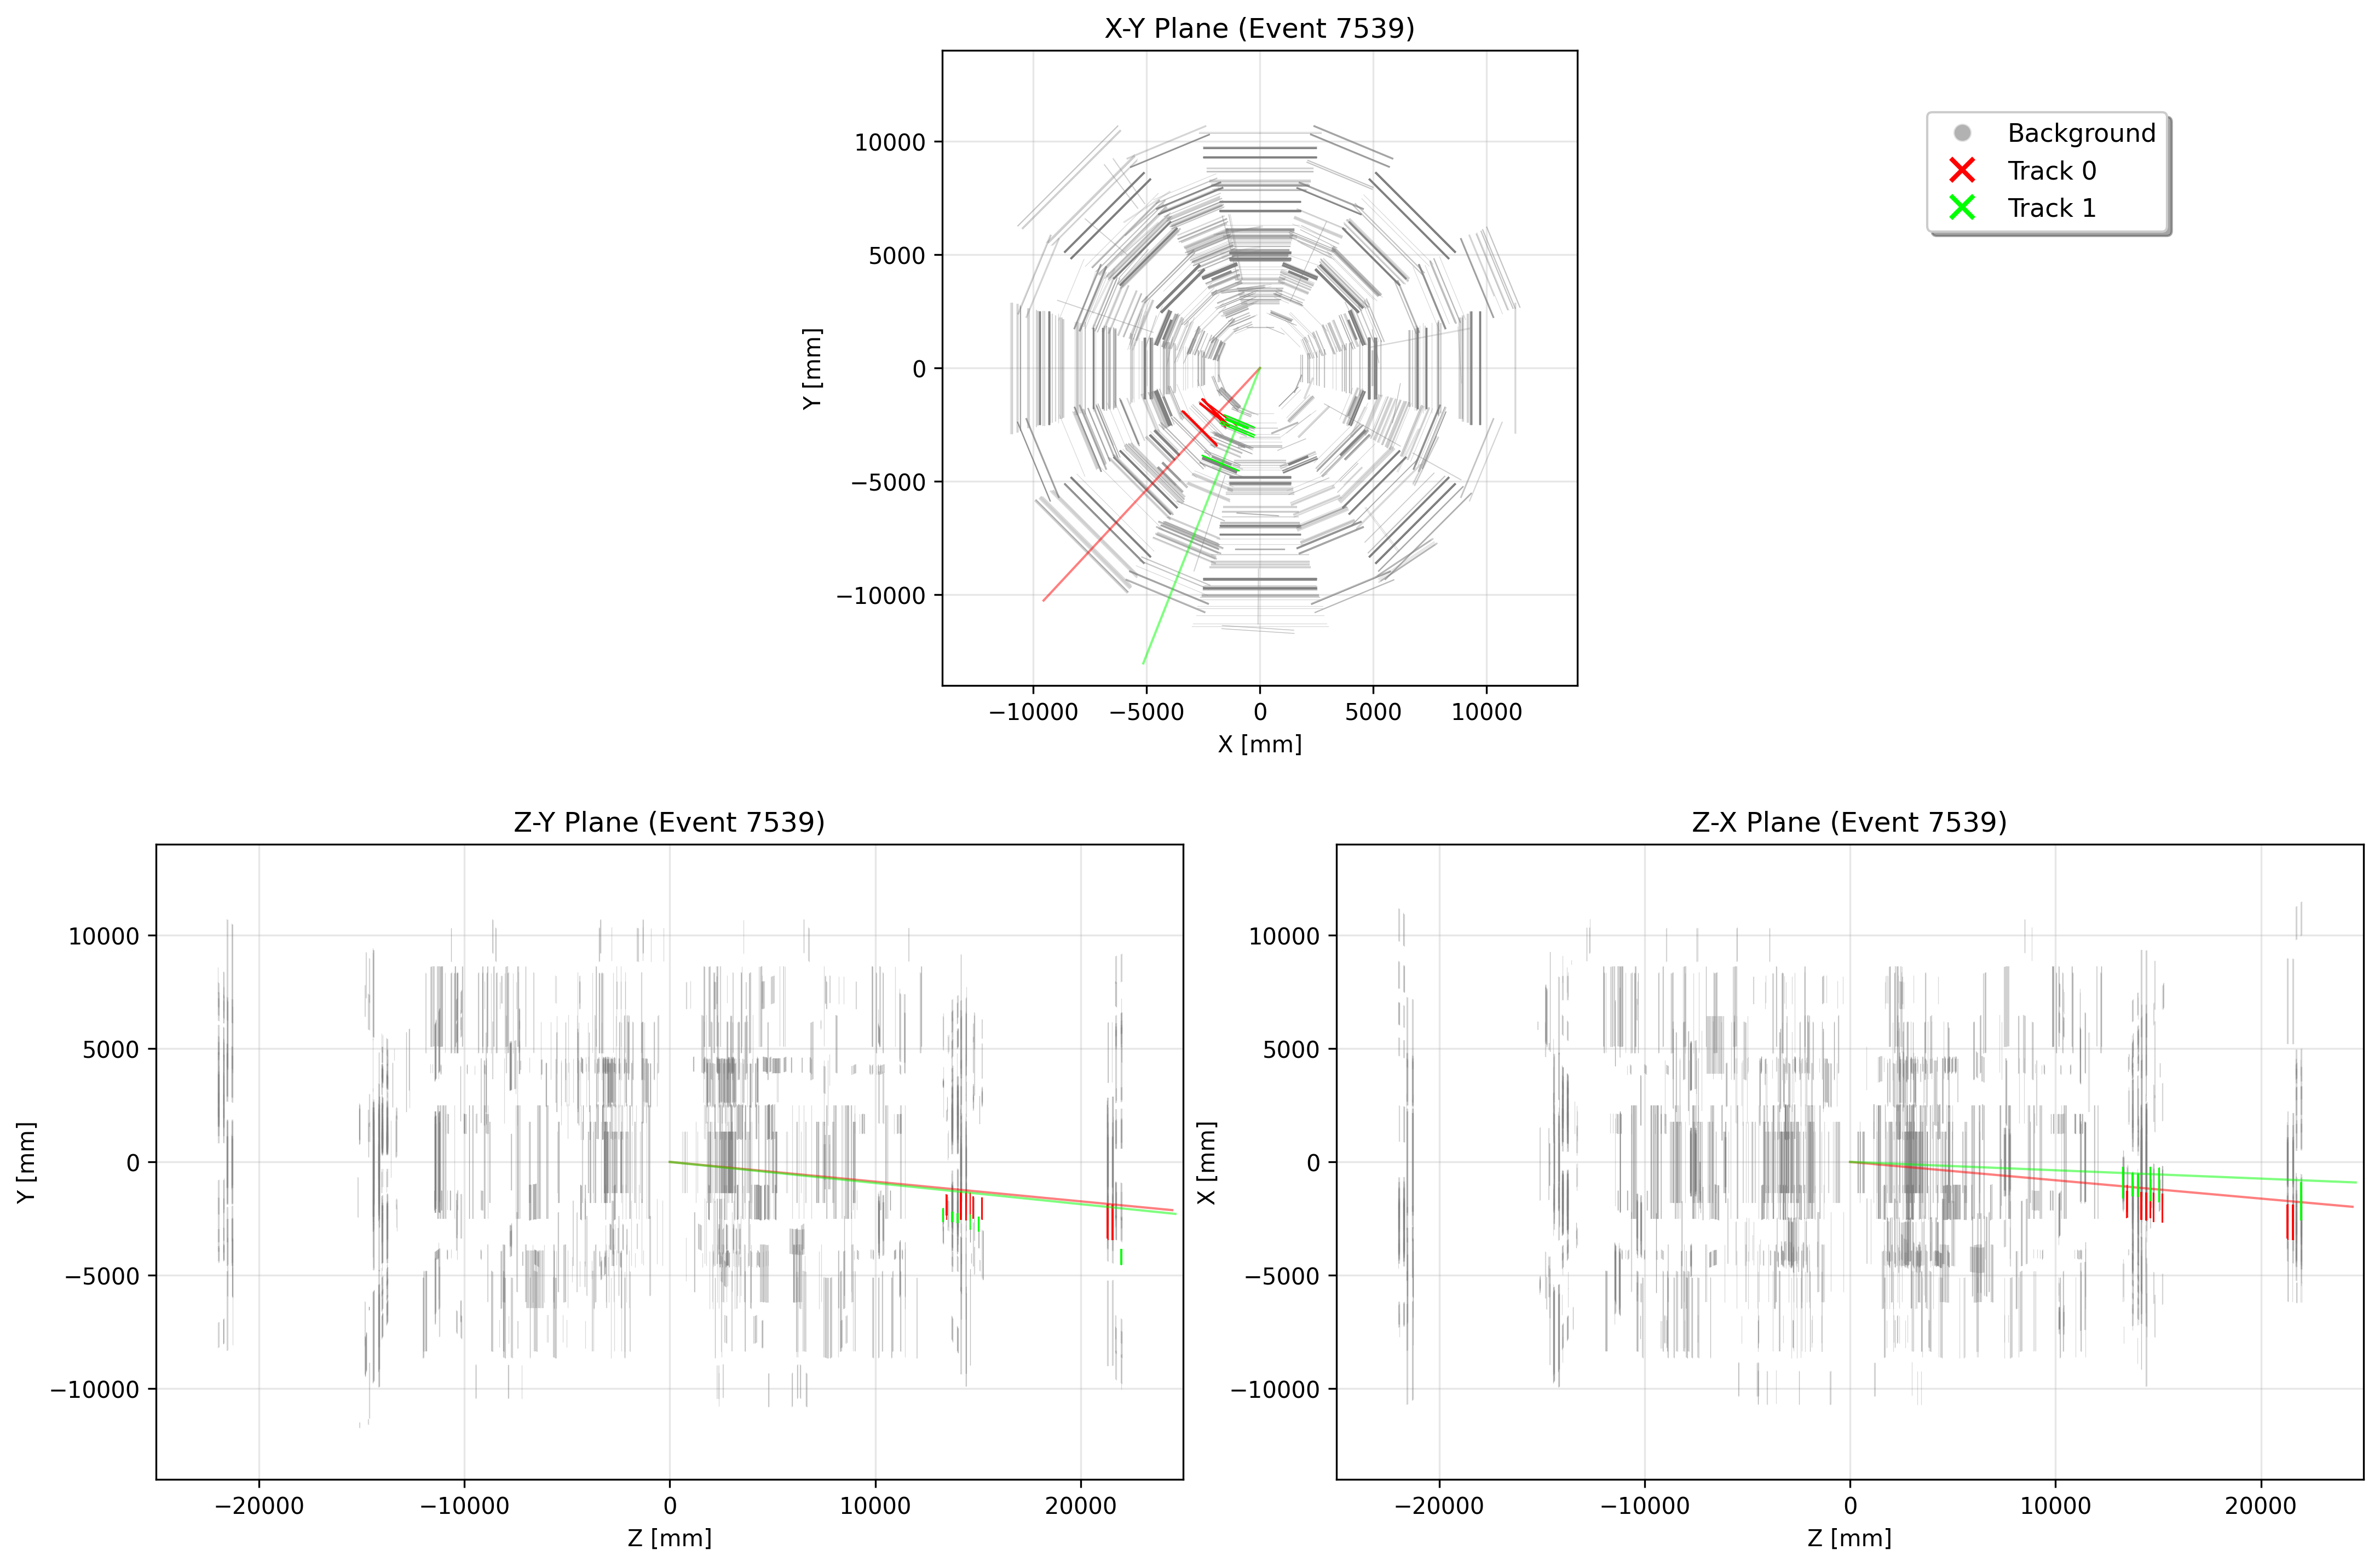 X-Y Plane (Event 7539)
Background
Track 0
Track 1
10000
5000
0
−5000
−10000
Y [mm]
−10000 −5000 0 5000 10000
X [mm]
Z-Y Plane (Event 7539)
10000
5000
0
−5000
−10000
Y [mm]
−20000 −10000 0 10000 20000
Z [mm]
Z-X Plane (Event 7539)
10000
5000
0
−5000
−10000
X [mm]
−20000 −10000 0 10000 20000
Z [mm]